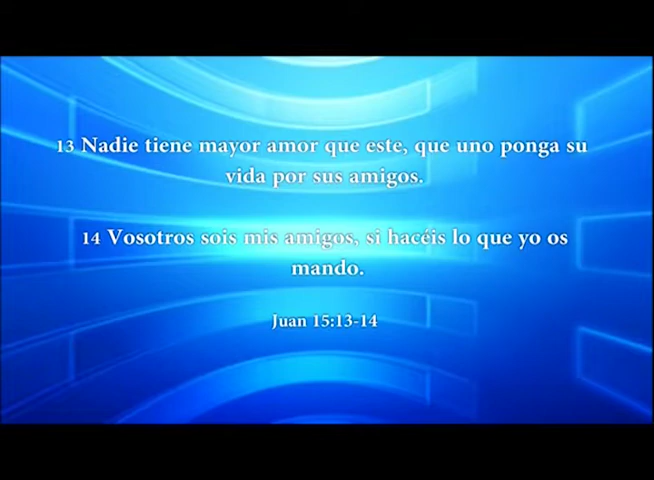 13 Nadie tiene mayor amor que este, que uno ponga su
vida por sus amigos.
14 Vosotros sois mis amigos, si hacéis lo que yo os
mando.
Juan 15:13-14